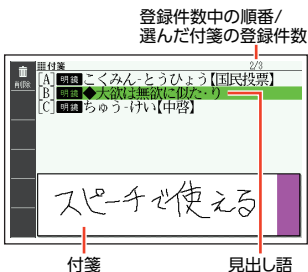 登録件数中の順番/
選んだ付箋の登録件数
付箋
2/3
削除
[A] 明鏡 こくみん‐とうひょう【国民投票】
[B] 明鏡 ◆大欲は無欲に似た・り
[C] 明鏡 ちゅう‐けい【中啓】
スピーチで使える
付箋
見出し語